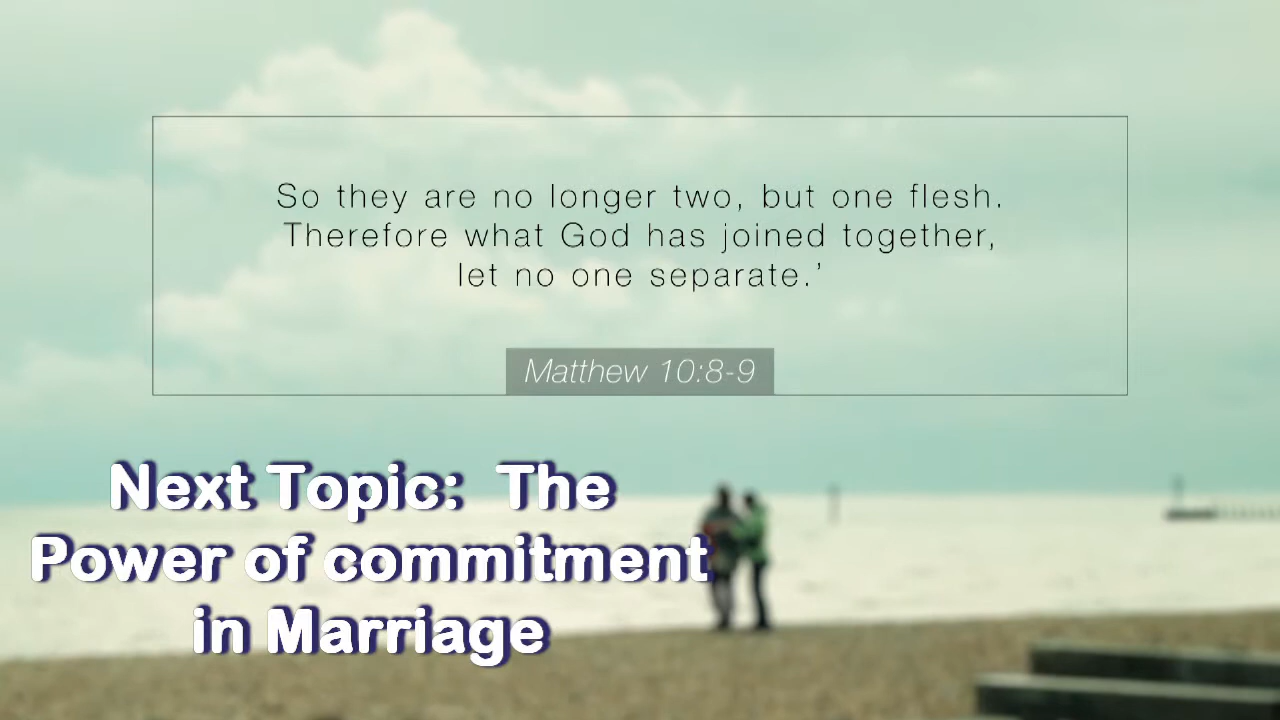 So they are no longer two, but one flesh.
Therefore what God has joined together,
let no one separate.’
Matthew 10:8-9
Next Topic: The
Power of commitment
in Marriage